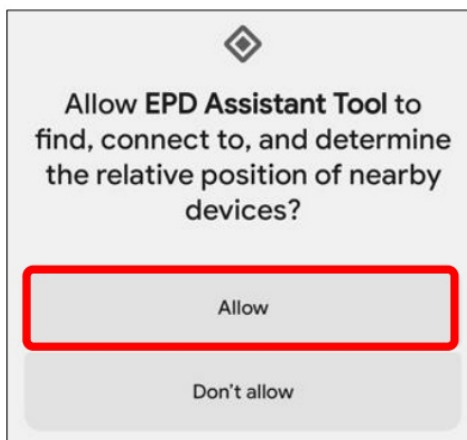 Allow EPD Assistant Tool to
find, connect to, and determine
the relative position of nearby
devices?
Allow
Don't allow